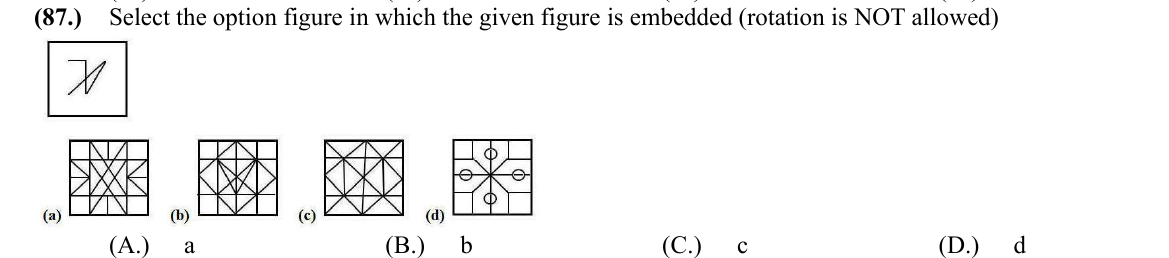 (87.) Select the option figure in which the given figure is embedded (rotation is NOT allowed)
(a) (b) (c) (d)
(A.) a (B.) b (C.) c (D.) d